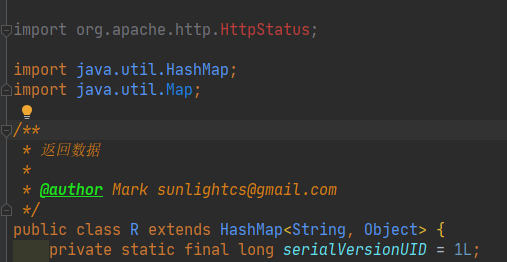 import org.apache.http.HttpStatus;
import java.util.HashMap;
import java.util.Map;
/**
* 返回数据
*
* @author Mark sunlightcs@gmail.com
*/
public class R extends HashMap<String, Object> {
private static final long serialVersionUID = 1L;